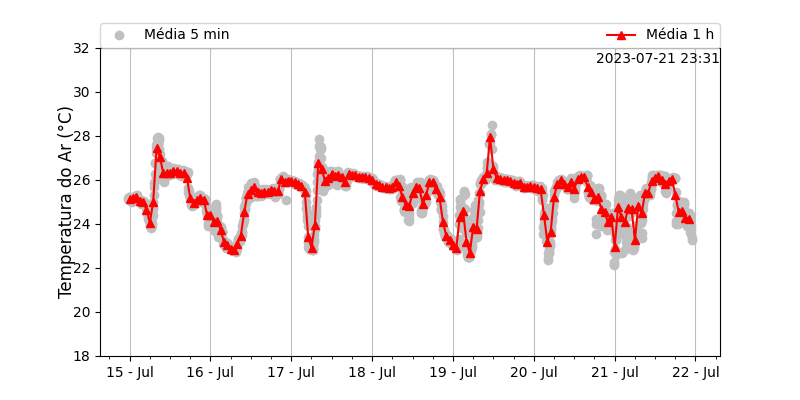 Média 5 min
Média 1 h
2023-07-21 23:31
Temperatura do Ar (°C)
32
30
28
26
24
22
20
18
15 - Jul
16 - Jul
17 - Jul
18 - Jul
19 - Jul
20 - Jul
21 - Jul
22 - Jul